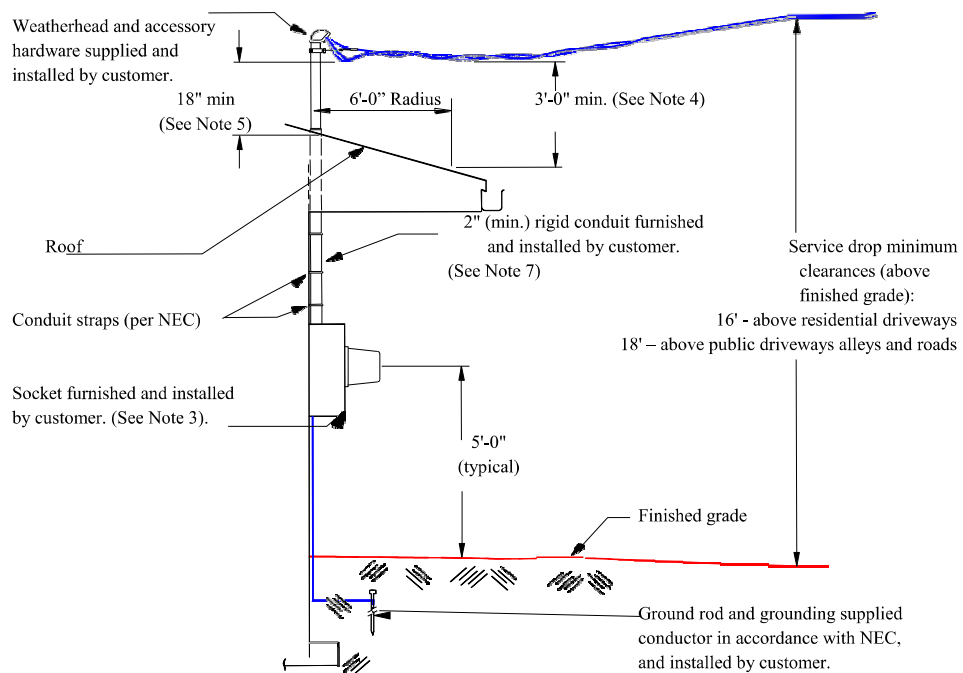 Weatherhead and accessory
hardware supplied and
installed by customer.
18" min
(See Note 5)
6'-0” Radius
3'-0" min. (See Note 4)
Roof
2" (min.) rigid conduit furnished
and installed by customer.
(See Note 7)
Service drop minimum
clearances (above
finished grade):
16' - above residential driveways
18' – above public driveways alleys and roads
Conduit straps (per NEC)
Socket furnished and installed
by customer. (See Note 3).
5'-0"
(typical)
Finished grade
Ground rod and grounding supplied
conductor in accordance with NEC,
and installed by customer.